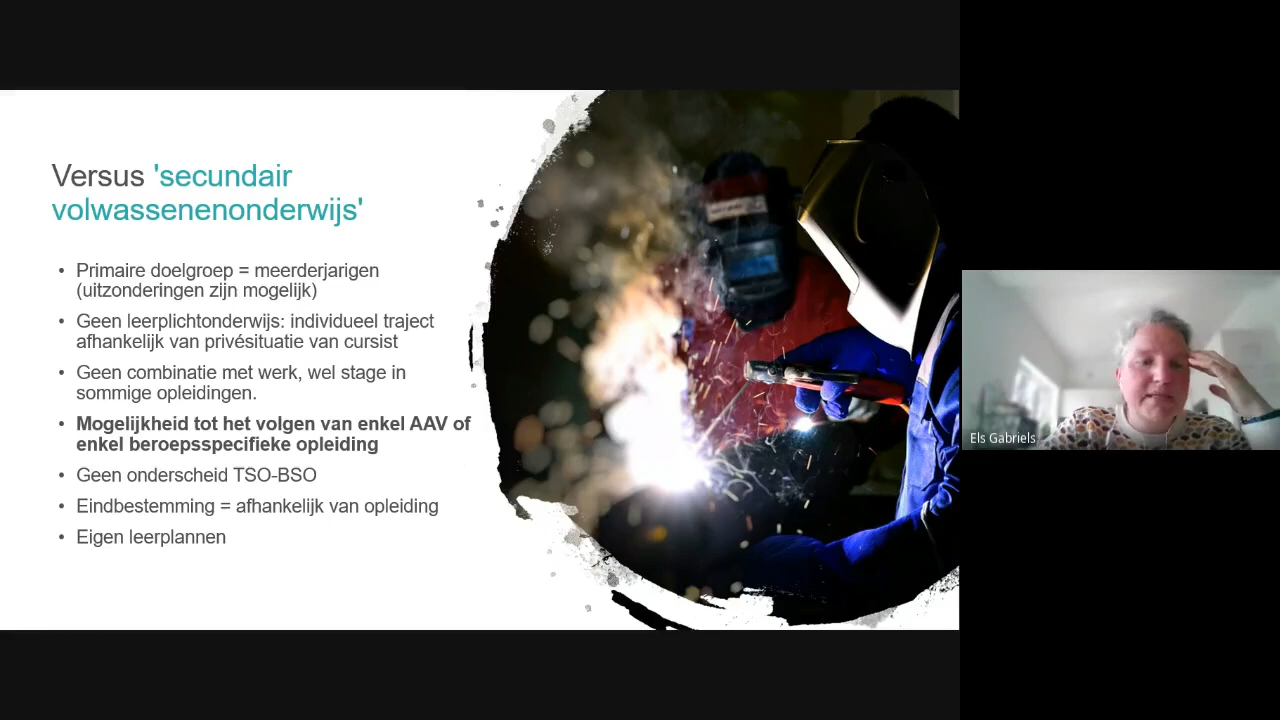 Versus 'secundair
volwassenenonderwijs'
• Primaire doelgroep = meerderjarigen
(uitzonderingen zijn mogelijk)
• Geen leerplichtonderwijs: individueel traject
afhankelijk van privésituatie van cursist
• Geen combinatie met werk, wel stage in
sommige opleidingen.
• Mogelijkheid tot het volgen van enkel AAV of
enkel beroepsspecifieke opleiding
• Geen onderscheid TSO-BSO
• Eindbestemming = afhankelijk van opleiding
• Eigen leerplannen
Els Gabriels